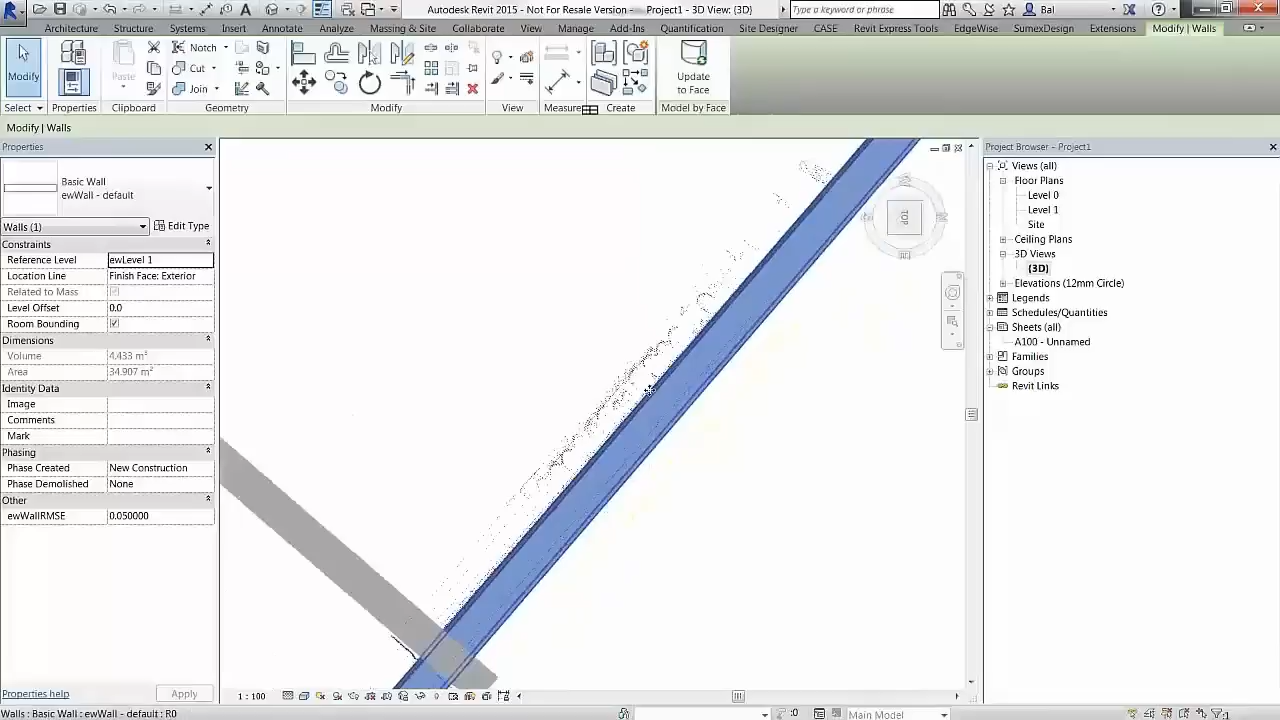 Autodesk Revit 2015 - Not For Resale Version - Project1 - 3D View: {3D}
Type a keyword or phrase
Bal
Architecture Structure Systems Insert Annotate Analyze Massing & Site Collaborate View Manage Add-Ins Quantification Site Designer CASE Revit Express Tools EdgeWise SumexDesign Extensions Modify | Walls
Modify
Paste
Notch
Cut
Join
Update
to Face
Select Properties Clipboard Geometry Modify View Measure Create Model by Face
Modify | Walls
Properties
Basic Wall
ewWall - default
Walls (1)
Edit Type
Constraints
Reference Level ewLevel 1
Location Line Finish Face: Exterior
Related to Mass
Level Offset 0.0
Room Bounding
Dimensions
Volume 4.433 m³
Area 34.907 m²
Identity Data
Image
Comments
Mark
Phasing
Phase Created New Construction
Phase Demolished None
Other
ewWallRMSE 0.050000
Properties help
Apply
TOP
Project Browser - Project1
Views (all)
Floor Plans
Level 0
Level 1
Site
Ceiling Plans
3D Views
{3D}
Elevations (12mm Circle)
Legends
Schedules/Quantities
Sheets (all)
A100 - Unnamed
Families
Groups
Revit Links
1 : 100
Walls : Basic Wall : ewWall - default : R0
:0
Main Model
:1